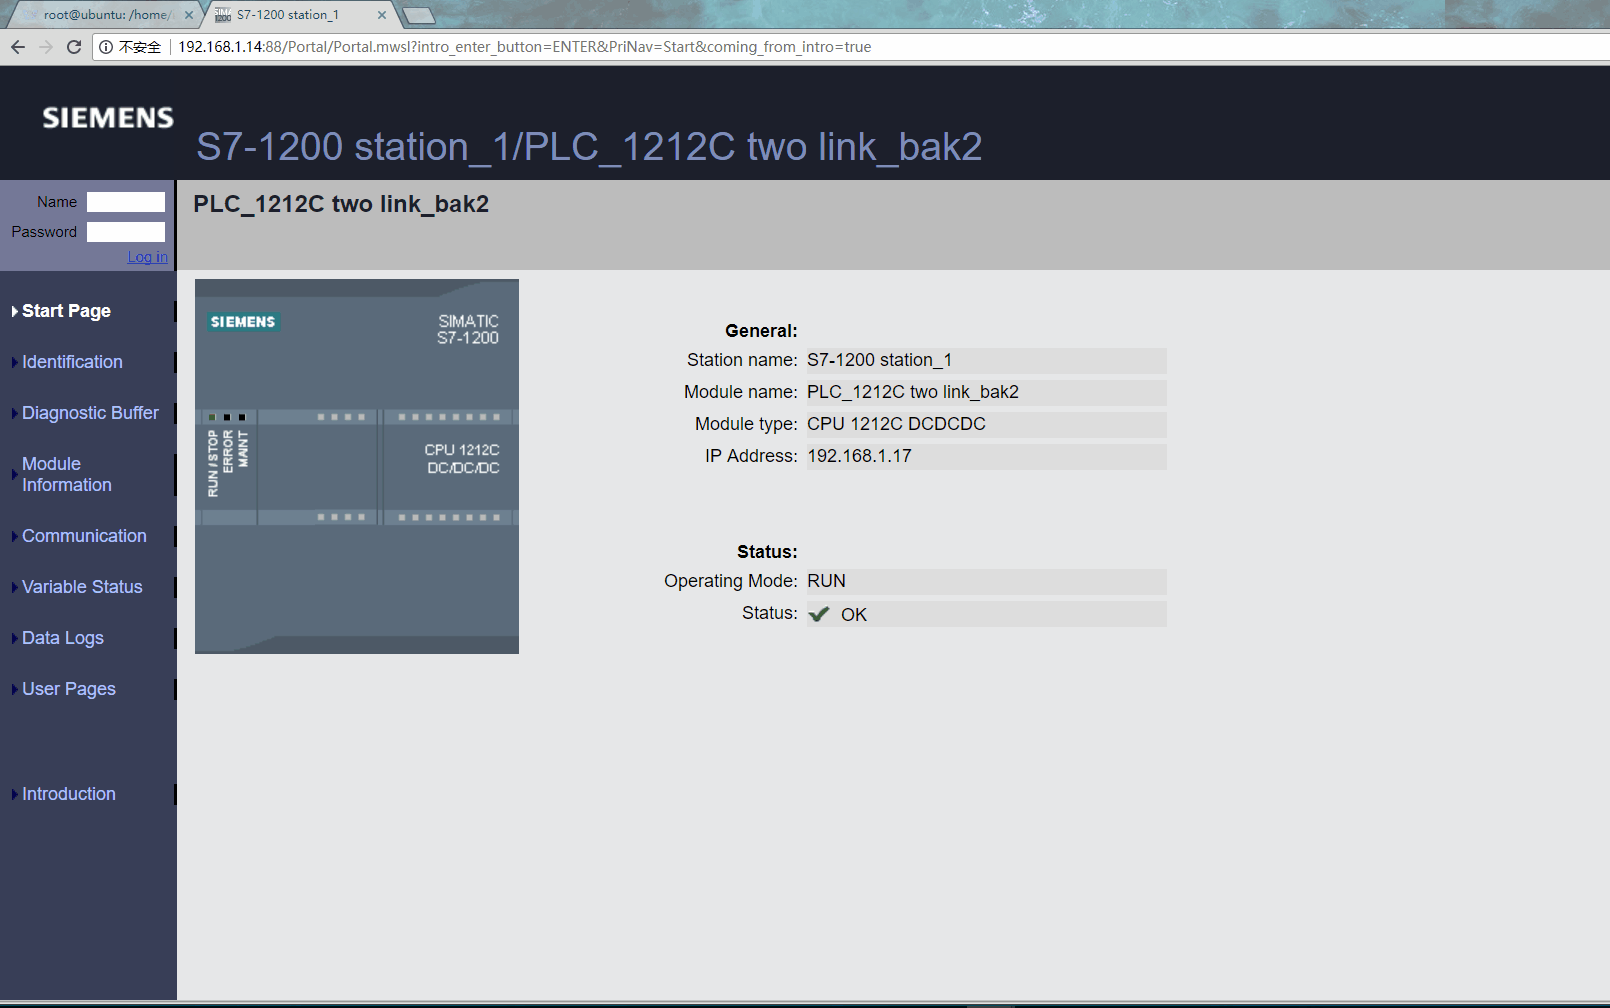 root@ubuntu: /home/
S7-1200 station_1
不安全
192.168.1.14:88/Portal/Portal.mwsl?intro_enter_button=ENTER&PriNav=Start&coming_from_intro=true
SIEMENS
S7-1200 station_1/PLC_1212C two link_bak2
Name
Password
Log in
PLC_1212C two link_bak2
Start Page
Identification
Diagnostic Buffer
Module
Information
Communication
Variable Status
Data Logs
User Pages
Introduction
SIEMENS
SIMATIC
S7-1200
RUN / STOP
ERROR
MAINT
CPU 1212C
DC/DC/DC
General:
Station name: S7-1200 station_1
Module name: PLC_1212C two link_bak2
Module type: CPU 1212C DCDCDC
IP Address: 192.168.1.17
Status:
Operating Mode: RUN
Status: OK